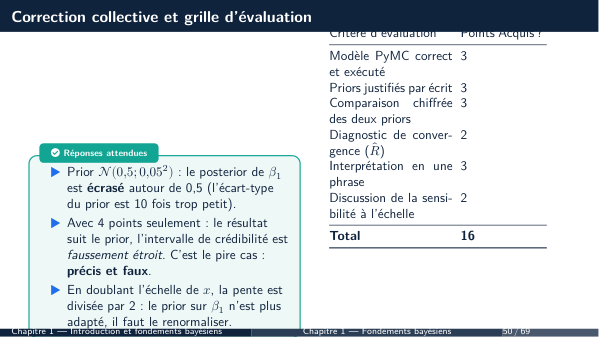 Correction collective et grille d'évaluation
Réponses attendues
Prior N(0,5; 0,05²) : le posterior de β₁
est écrasé autour de 0,5 (l'écart-type
du prior est 10 fois trop petit).
Avec 4 points seulement : le résultat
suit le prior, l'intervalle de crédibilité est
faussement étroit. C'est le pire cas :
précis et faux.
En doublant l'échelle de x, la pente est
divisée par 2 : le prior sur β₁ n'est plus
adapté, il faut le renormaliser.
Critère d'évaluation Points Acquis ?
Modèle PyMC correct 3
et exécuté
Priors justifiés par écrit 3
Comparaison chiffrée 3
des deux priors
Diagnostic de conver- 2
gence (R̂)
Interprétation en une 3
phrase
Discussion de la sensi- 2
bilité à l'échelle
Total 16
Chapitre 1 — Introduction et fondements bayésiens Chapitre 1 — Fondements bayésiens 50 / 69